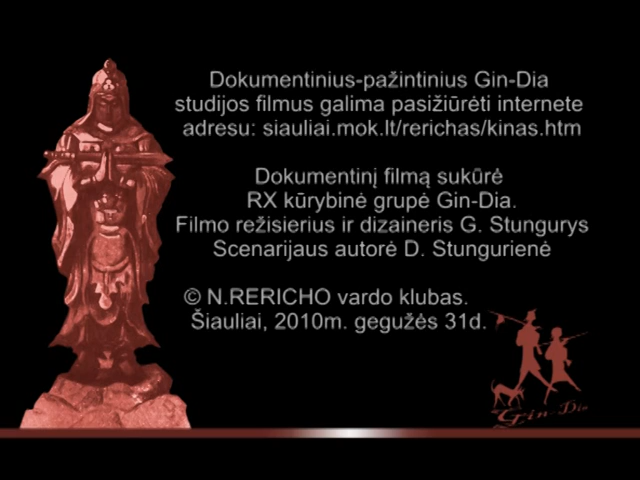 Dokumentinius-pažintinius Gin-Dia
studijos filmus galima pasižiūrėti internete
adresu: siauliai.mok.lt/rerichas/kinas.htm
Dokumentinį filmą sukūrė
RX kūrybinė grupė Gin-Dia.
Filmo režisierius ir dizaineris G. Stungurys
Scenarijaus autorė D. Stungurienė
© N.RERICHO vardo klubas.
Šiauliai, 2010m. gegužės 31d.
Gin-Dia